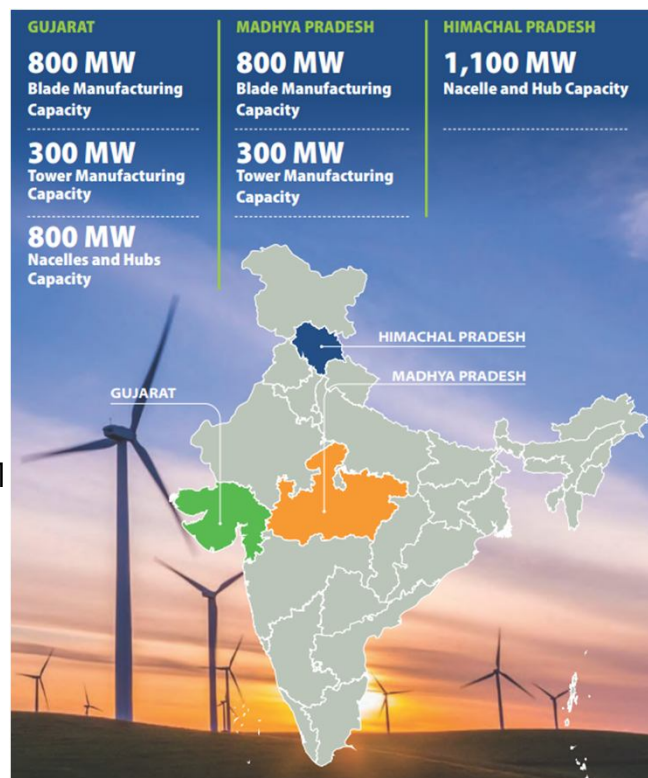 GUJARAT
800 MW
Blade Manufacturing
Capacity
300 MW
Tower Manufacturing
Capacity
800 MW
Nacelles and Hubs
Capacity
MADHYA PRADESH
800 MW
Blade Manufacturing
Capacity
300 MW
Tower Manufacturing
Capacity
HIMACHAL PRADESH
1,100 MW
Nacelle and Hub Capacity
HIMACHAL PRADESH
MADHYA PRADESH
GUJARAT